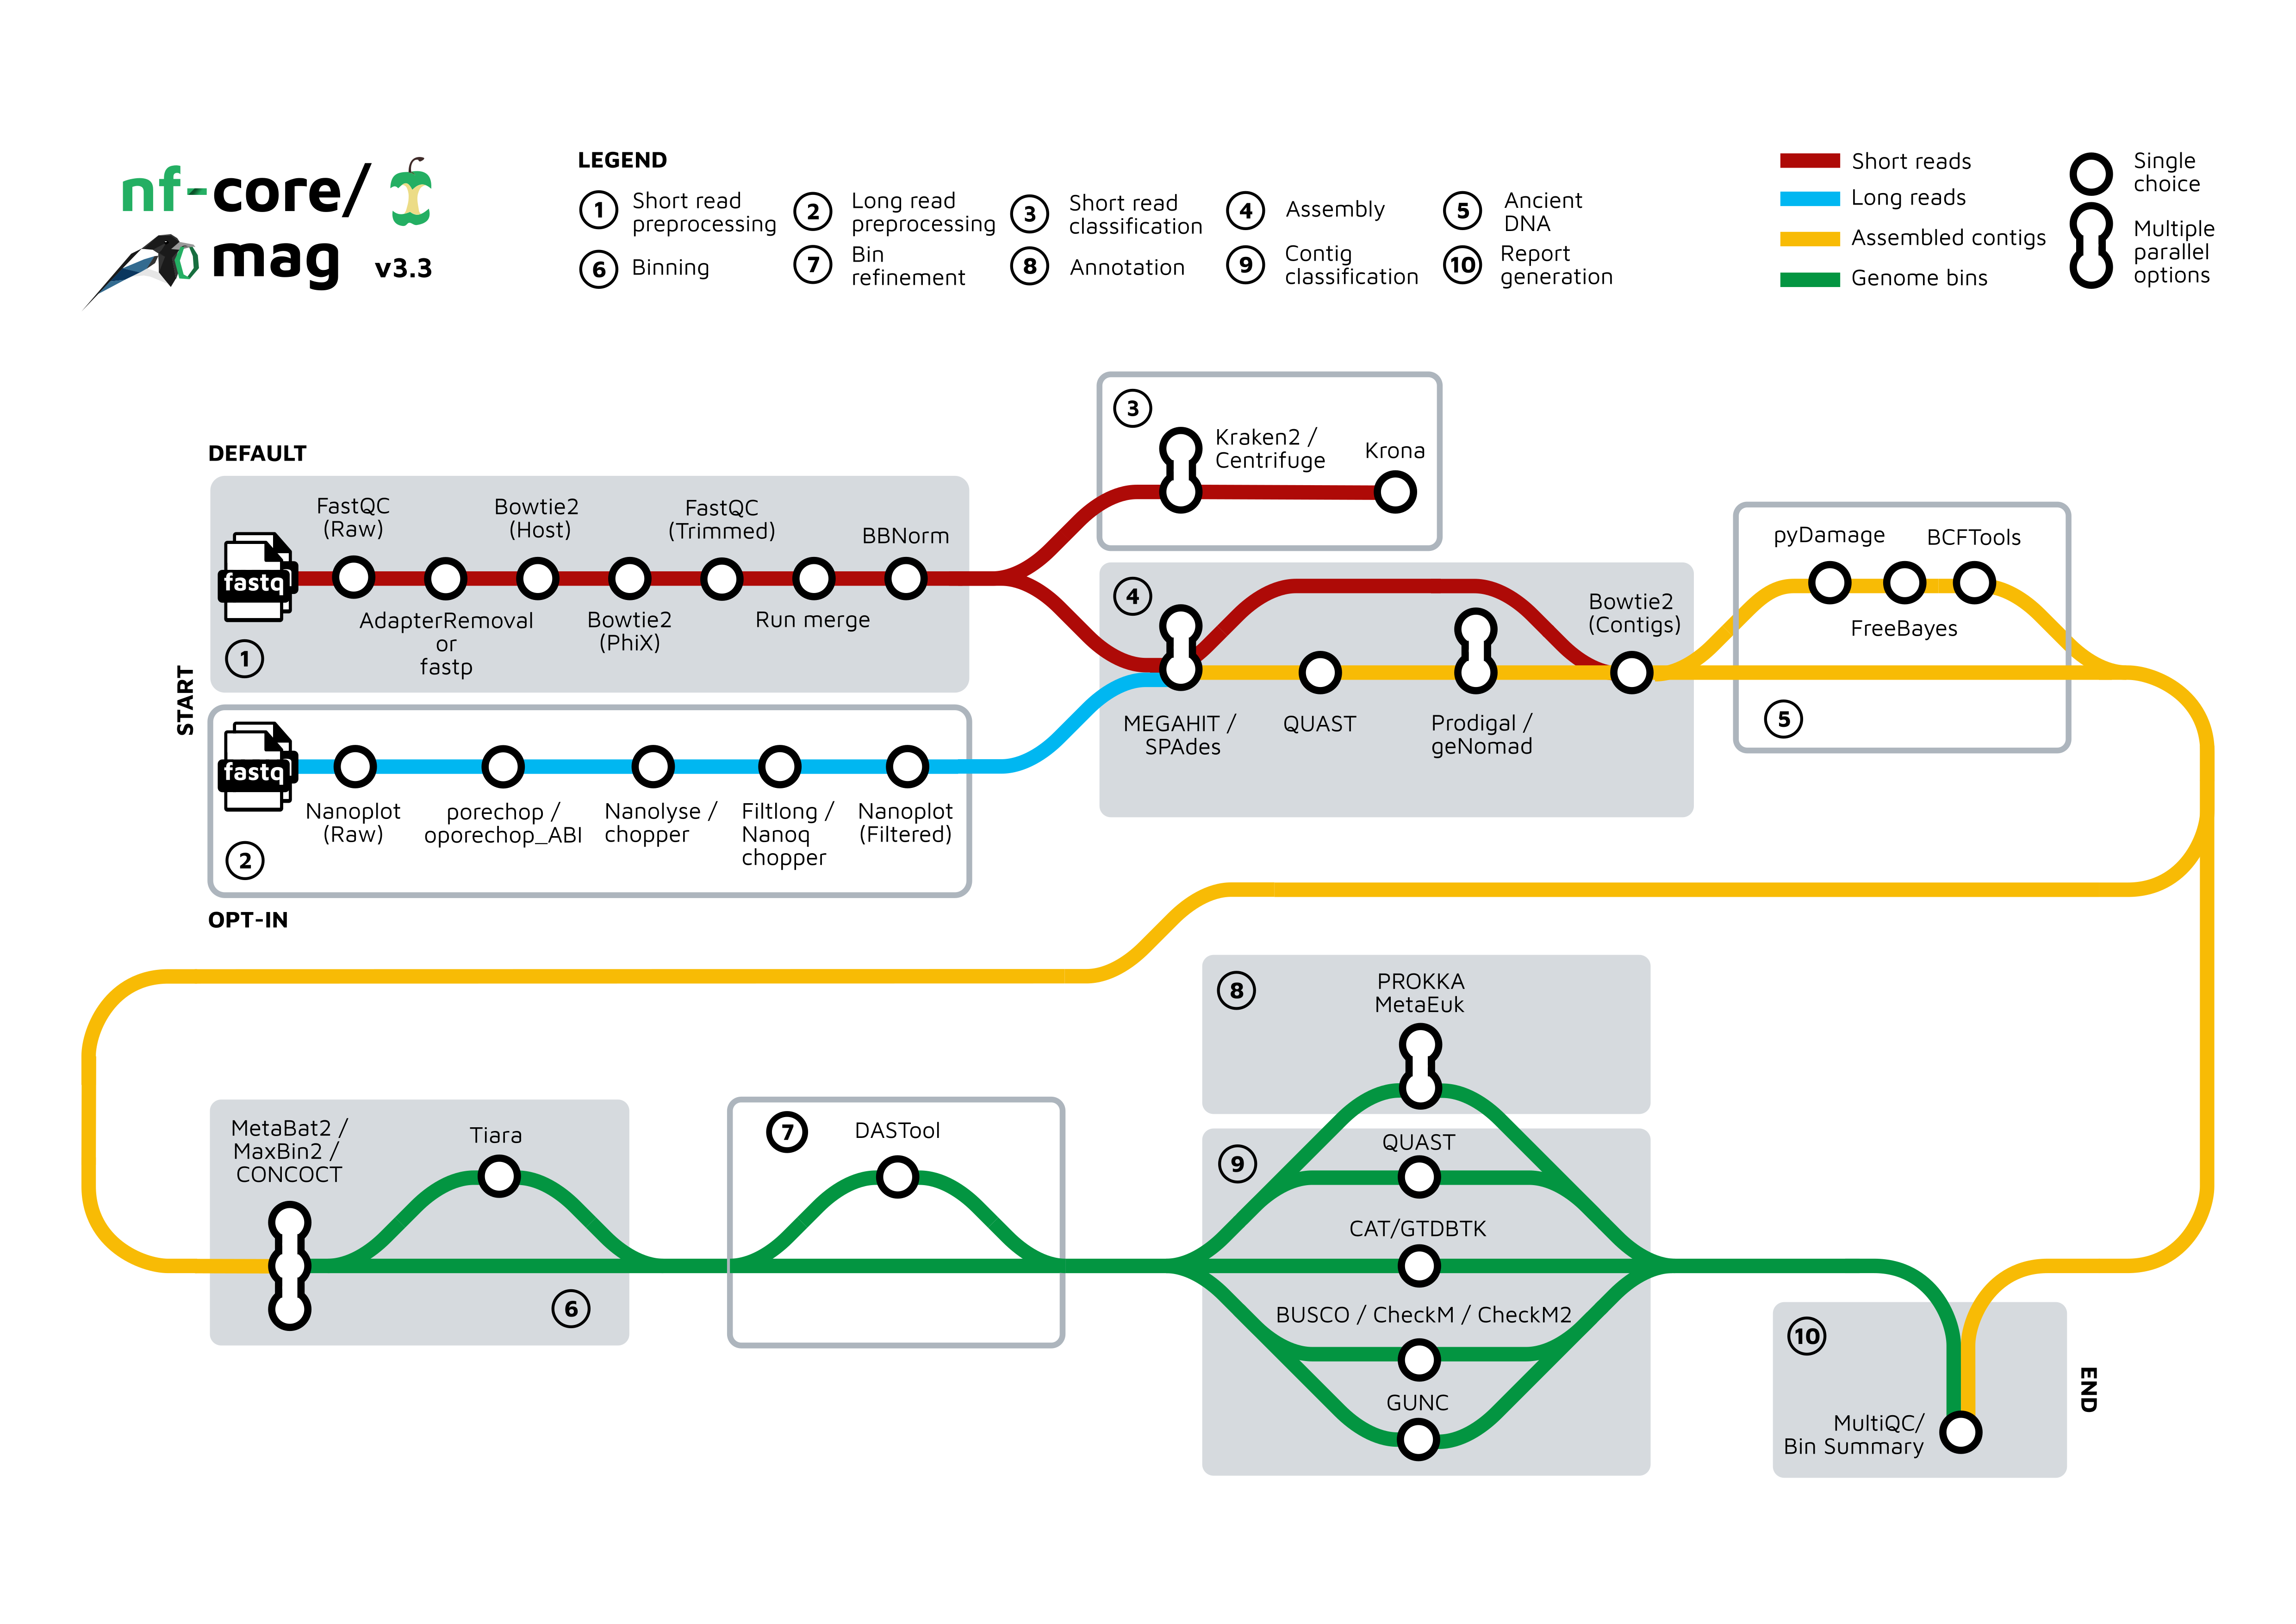 nf-core/
mag v3.3
LEGEND
1 Short read
preprocessing
2 Long read
preprocessing
3 Short read
classification
4 Assembly
5 Ancient
DNA
6 Binning
7 Bin
refinement
8 Annotation
9 Contig
classification
10 Report
generation
Short reads
Long reads
Assembled contigs
Genome bins
Single
choice
Multiple
parallel
options
DEFAULT
START
fastq
1
FastQC
(Raw)
AdapterRemoval
or
fastp
Bowtie2
(Host)
Bowtie2
(PhiX)
FastQC
(Trimmed)
Run merge
BBNorm
fastq
2
Nanoplot
(Raw)
porechop /
oporechop_ABI
Nanolyse /
chopper
Filtlong /
Nanoq
chopper
Nanoplot
(Filtered)
OPT-IN
3
Kraken2 /
Centrifuge
Krona
4
MEGAHIT /
SPAdes
QUAST
Prodigal /
geNomad
Bowtie2
(Contigs)
pyDamage
BCFTools
FreeBayes
5
MetaBat2 /
MaxBin2 /
CONCOCT
Tiara
6
7
DASTool
8
PROKKA
MetaEuk
9
QUAST
CAT/GTDBTK
BUSCO / CheckM / CheckM2
GUNC
10
MultiQC/
Bin Summary
END